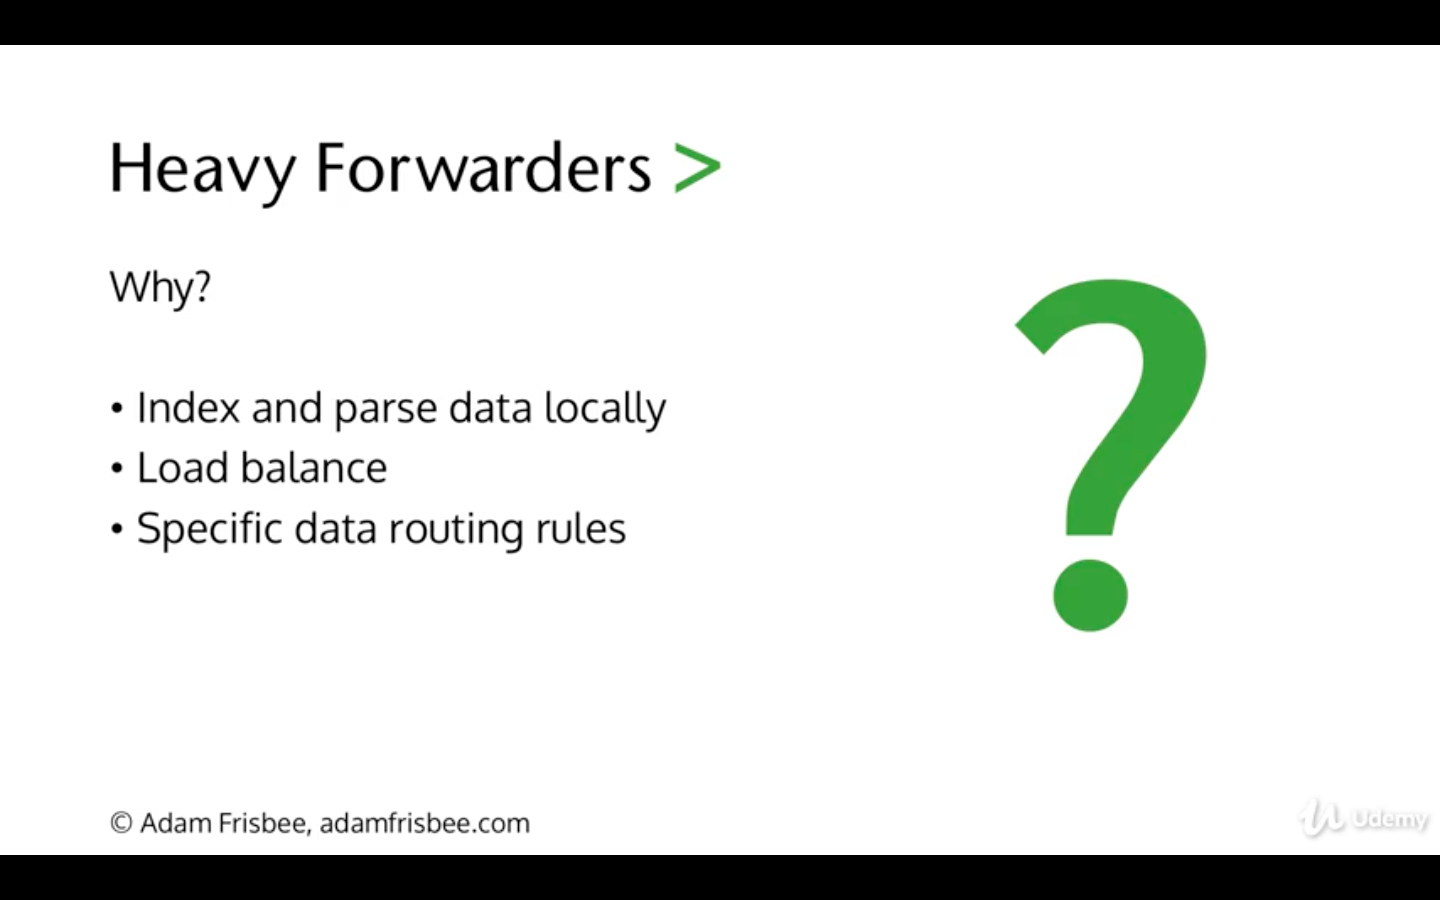 Heavy Forwarders >
Why?
• Index and parse data locally
• Load balance
• Specific data routing rules
?
© Adam Frisbee, adamfrisbee.com
Udemy